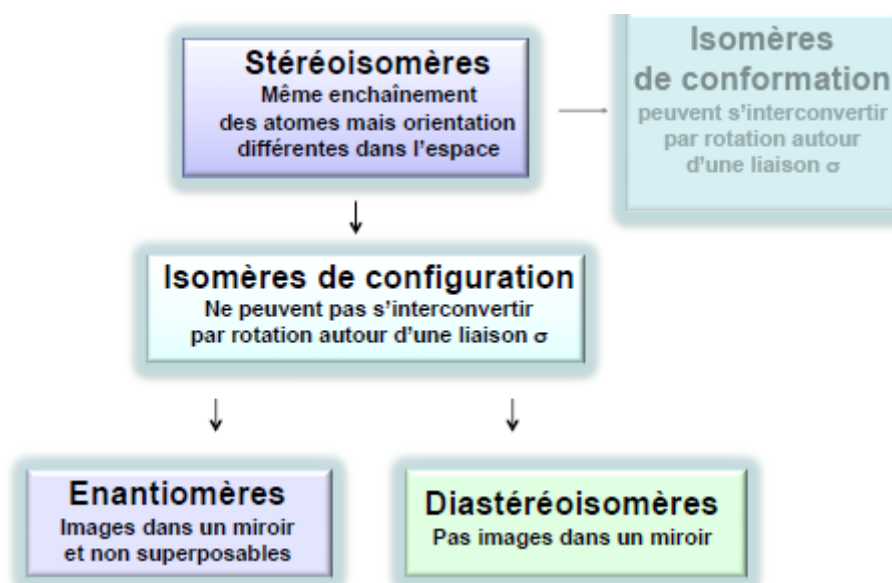 Stéréoisomères
Même enchaînement
des atomes mais orientation
différentes dans l'espace
Isomères
de conformation
peuvent s'interconvertir
par rotation autour
d'une liaison σ
Isomères de configuration
Ne peuvent pas s'interconvertir
par rotation autour d'une liaison σ
Enantiomères
Images dans un miroir
et non superposables
Diastéréoisomères
Pas images dans un miroir